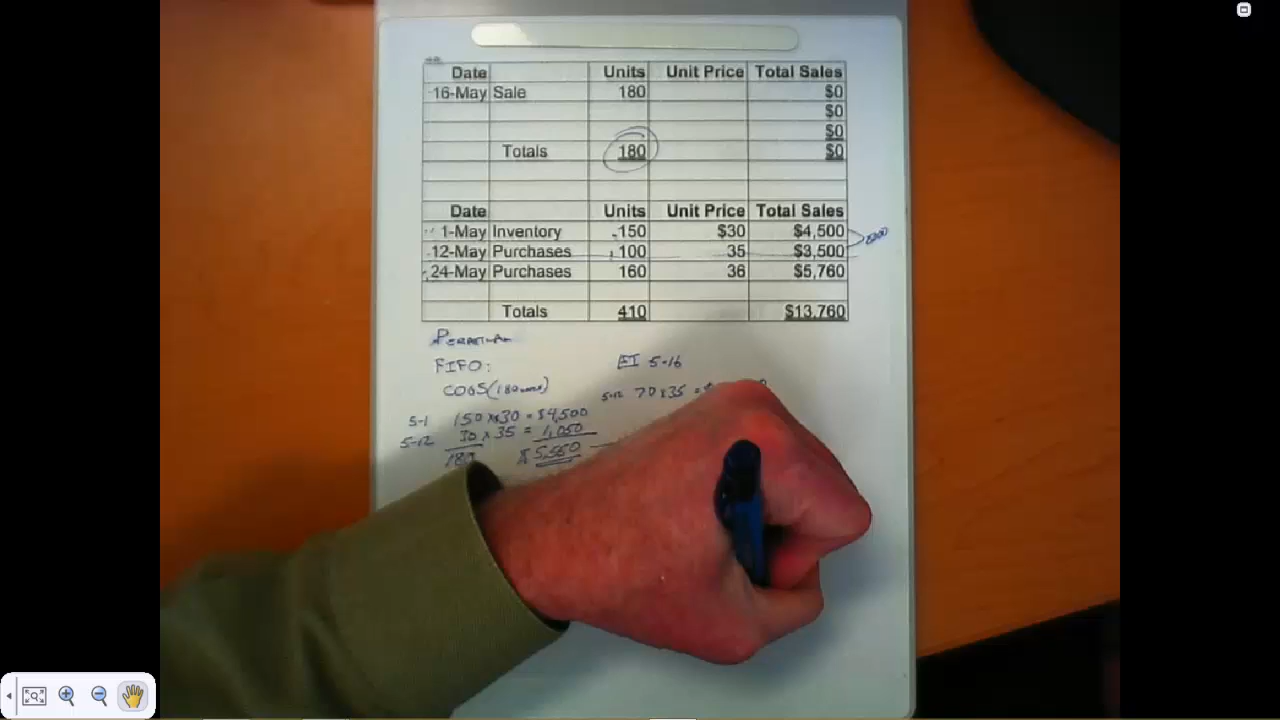 Date Units Unit Price Total Sales
16-May Sale 180 $0
$0
$0
Totals 180 $0
Date Units Unit Price Total Sales
1-May Inventory 150 $30 $4,500
12-May Purchases 100 35 $3,500
24-May Purchases 160 36 $5,760
Totals 410 $13,760
FIFO: EI 5-16
COGS (180
5-12 70 x 35 =
5-1 150 x 30 = $4,500
5-12 30 x 35 = 1,050
180 $5,550